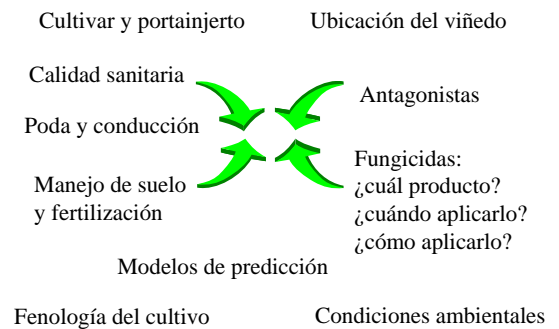 Cultivar y portainjerto
Ubicación del viñedo
Calidad sanitaria
Antagonistas
Poda y conducción
Manejo de suelo
y fertilización
Fungicidas:
¿cuál producto?
¿cuándo aplicarlo?
¿cómo aplicarlo?
Modelos de predicción
Fenología del cultivo
Condiciones ambientales